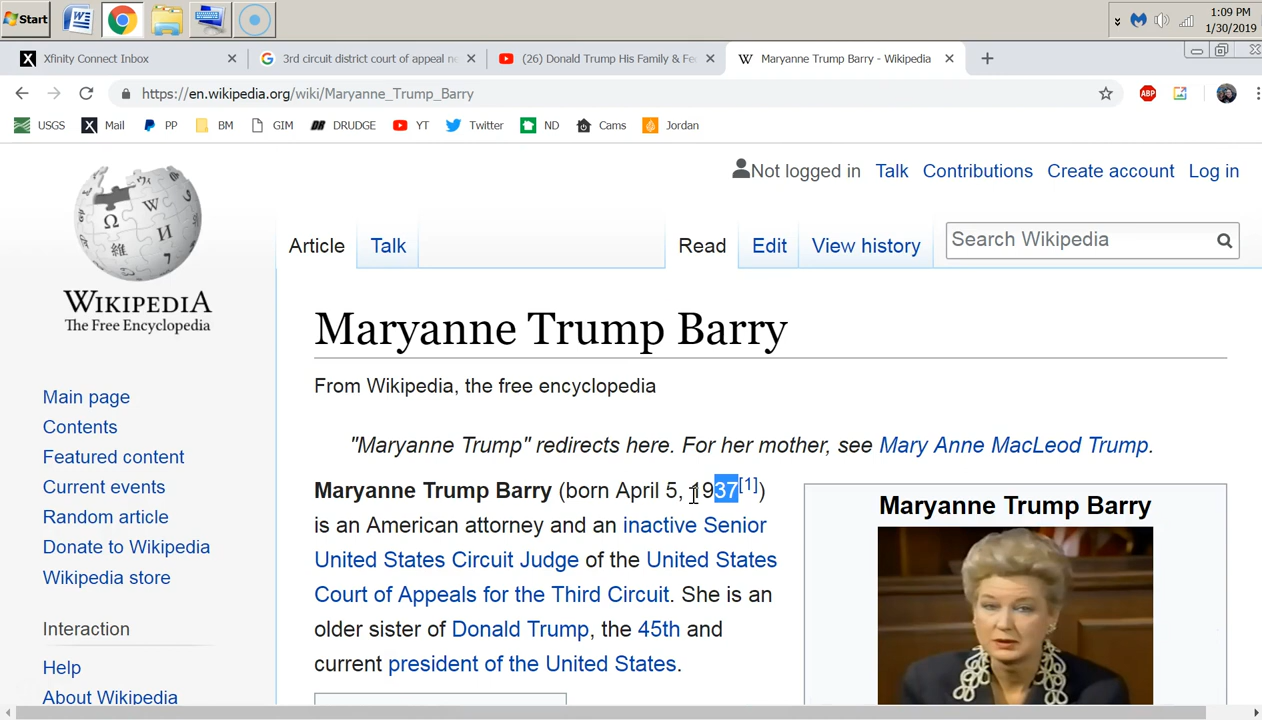 Start
1:09 PM
1/30/2019
Xfinity Connect Inbox
3rd circuit district court of appeal n
(26) Donald Trump His Family & Fe
Maryanne Trump Barry - Wikipedia
https://en.wikipedia.org/wiki/Maryanne_Trump_Barry
ABP
USGS
Mail
PP
BM
GIM
DRUDGE
YT
Twitter
ND
Cams
Jordan
Not logged in
Talk
Contributions
Create account
Log in
Article
Talk
Read
Edit
View history
Search Wikipedia
WIKIPEDIA
The Free Encyclopedia
Maryanne Trump Barry
From Wikipedia, the free encyclopedia
"Maryanne Trump" redirects here. For her mother, see Mary Anne MacLeod Trump.
Maryanne Trump Barry (born April 5, 1937[1])
is an American attorney and an inactive Senior
United States Circuit Judge of the United States
Court of Appeals for the Third Circuit. She is an
older sister of Donald Trump, the 45th and
current president of the United States.
Maryanne Trump Barry
Main page
Contents
Featured content
Current events
Random article
Donate to Wikipedia
Wikipedia store
Interaction
Help
About Wikipedia